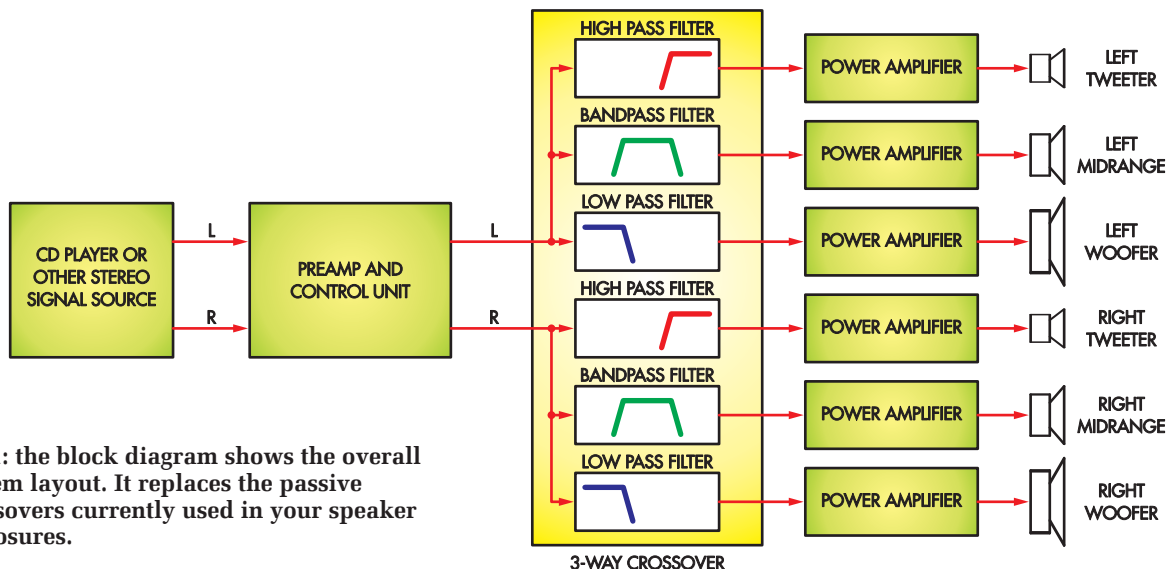 HIGH PASS FILTER
POWER AMPLIFIER
LEFT
TWEETER
BANDPASS FILTER
POWER AMPLIFIER
LEFT
MIDRANGE
LOW PASS FILTER
POWER AMPLIFIER
LEFT
WOOFER
CD PLAYER OR
OTHER STEREO
SIGNAL SOURCE
L
R
PREAMP AND
CONTROL UNIT
L
R
HIGH PASS FILTER
POWER AMPLIFIER
RIGHT
TWEETER
BANDPASS FILTER
POWER AMPLIFIER
RIGHT
MIDRANGE
LOW PASS FILTER
POWER AMPLIFIER
RIGHT
WOOFER
3-WAY CROSSOVER
: the block diagram shows the overall
layout. It replaces the passive
currently used in your speaker